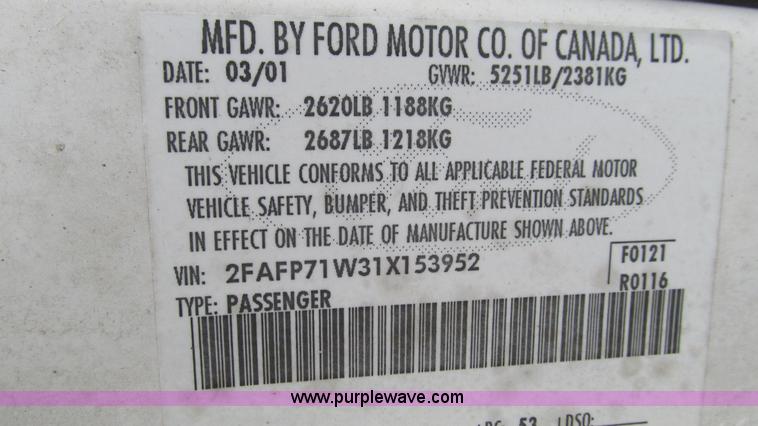 MFD. BY FORD MOTOR CO. OF CANADA, LTD.
DATE: 03/01 GVWR: 5251LB/2381KG
FRONT GAWR: 2620LB 1188KG
REAR GAWR: 2687LB 1218KG
THIS VEHICLE CONFORMS TO ALL APPLICABLE FEDERAL MOTOR
VEHICLE SAFETY, BUMPER, AND THEFT PREVENTION STANDARDS
IN EFFECT ON THE DATE OF MANUFACTURE SHOWN ABOVE.
VIN: 2FAFP71W31X153952 F0121
R0116
TYPE: PASSENGER
www.purplewave.com
53 LDSO: